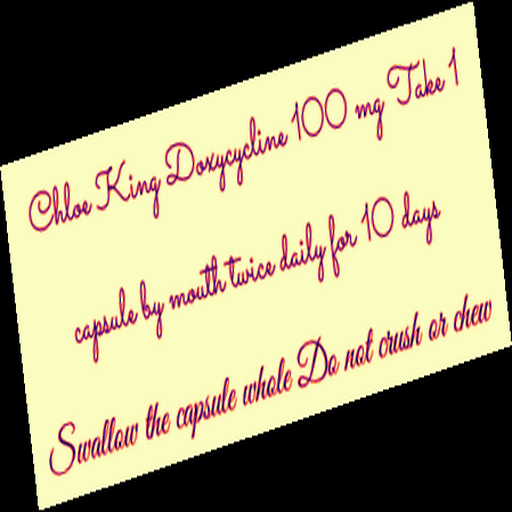 Chloe King Doxycycline 100 mg Take 1
capsule by mouth twice daily for 10 days
Swallow the capsule whole Do not crush or chew